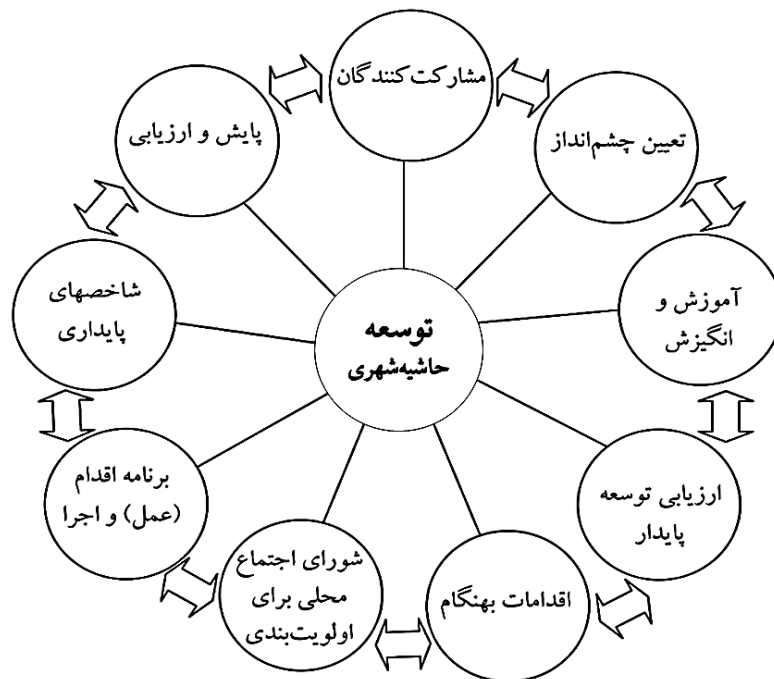 مشارکت‌کنندگان
تعیین چشم‌انداز
آموزش و
انگیزش
ارزیابی توسعه
پایدار
اقدامات بهنگام
شورای اجتماع
محلی برای
اولویت‌بندی
برنامه اقدام
(عمل) و اجرا
شاخصهای
پایداری
پایش و ارزیابی
توسعه
حاشیه‌شهری